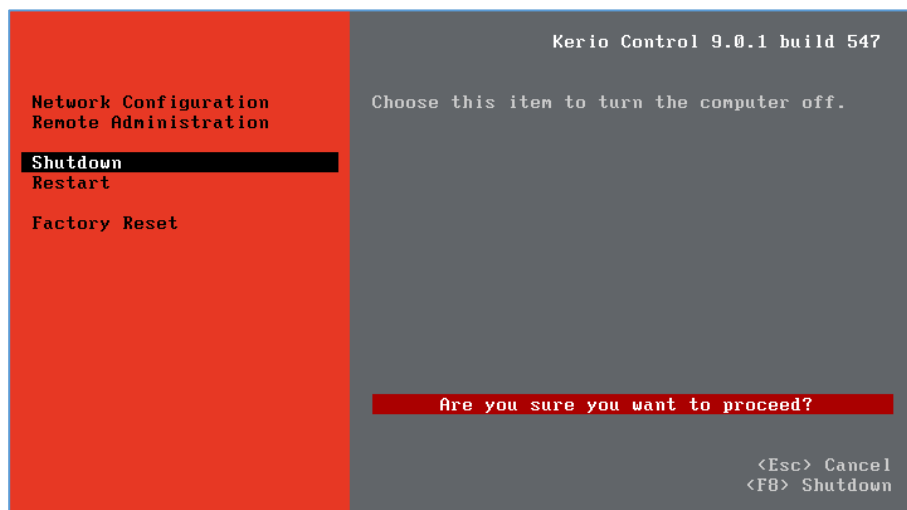 Kerio Control 9.0.1 build 547
Network Configuration
Remote Administration
Shutdown
Restart
Factory Reset
Choose this item to turn the computer off.
Are you sure you want to proceed?
<Esc> Cancel
<F8> Shutdown